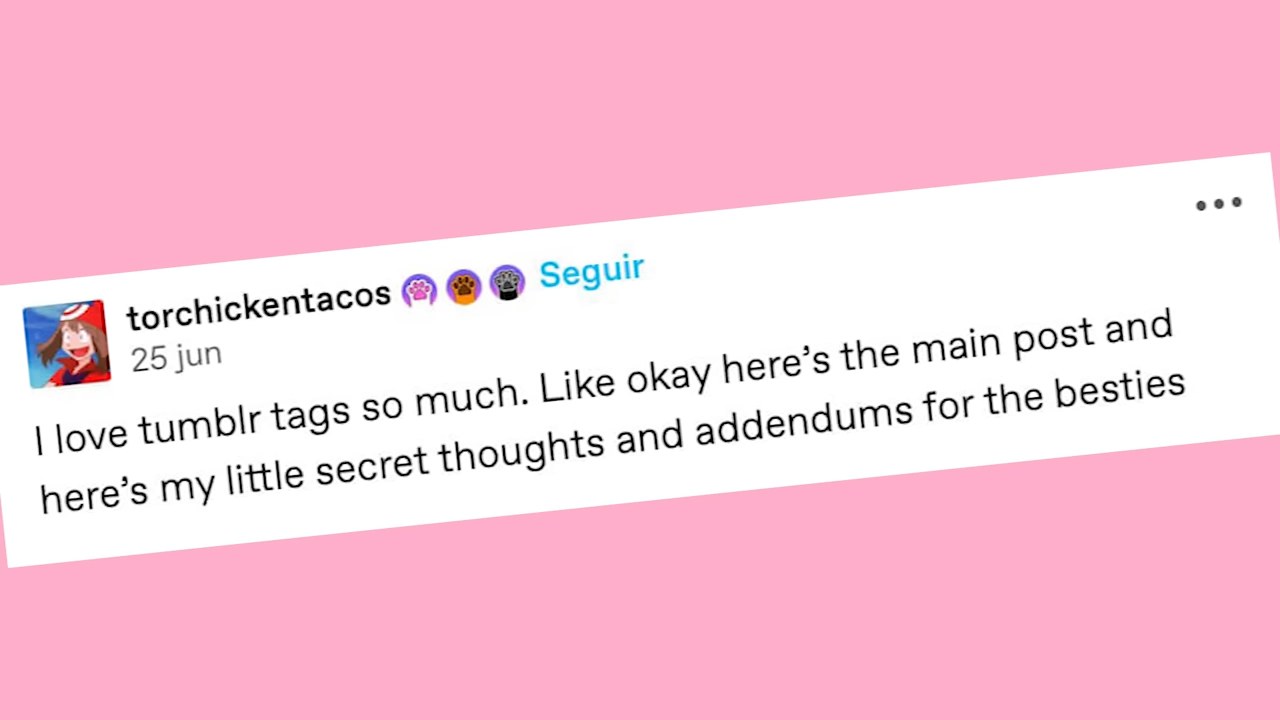 torchickentacos Seguir
25 jun
I love tumblr tags so much. Like okay here’s the main post and
here’s my little secret thoughts and addendums for the besties